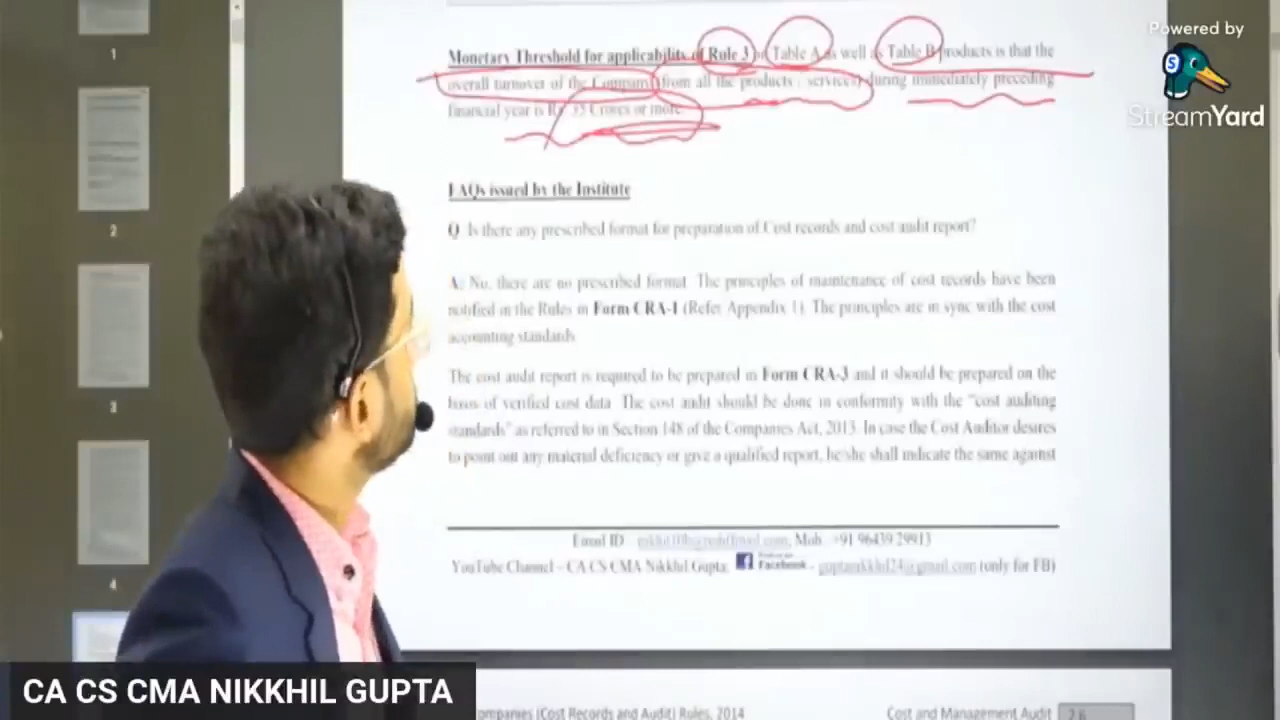 Powered by
StreamYard
1
2
3
4
Monetary Threshold for applicability of Rule 3 or Table A as well as Table B products is that the
overall turnover of the Company (from all the products , services) during immediately preceding
financial year is Rs. 35 Crores or more.
FAQs issued by the Institute
Q. Is there any prescribed format for preparation of Cost records and cost audit report?
A: No, there are no prescribed format. The principles of maintenance of cost records have been
notified in the Rules in Form CRA-1 (Refer Appendix 1). The principles are in sync with the cost
accounting standards.
The cost audit report is required to be prepared in Form CRA-3 and it should be prepared on the
basis of verified cost data. The cost audit should be done in conformity with the "cost auditing
standards" as referred to in Section 148 of the Companies Act, 2013. In case the Cost Auditor desires
to point out any material deficiency or give a qualified report, he/she shall indicate the same against
Email ID Mob. +91 96439 29913
YouTube Channel – CA CS CMA Nikkhil Gupta, Facebook - (only for FB)
CA CS CMA NIKKHIL GUPTA
ompanies (Cost Records and Audit) Rules, 2014 Cost and Management Audit